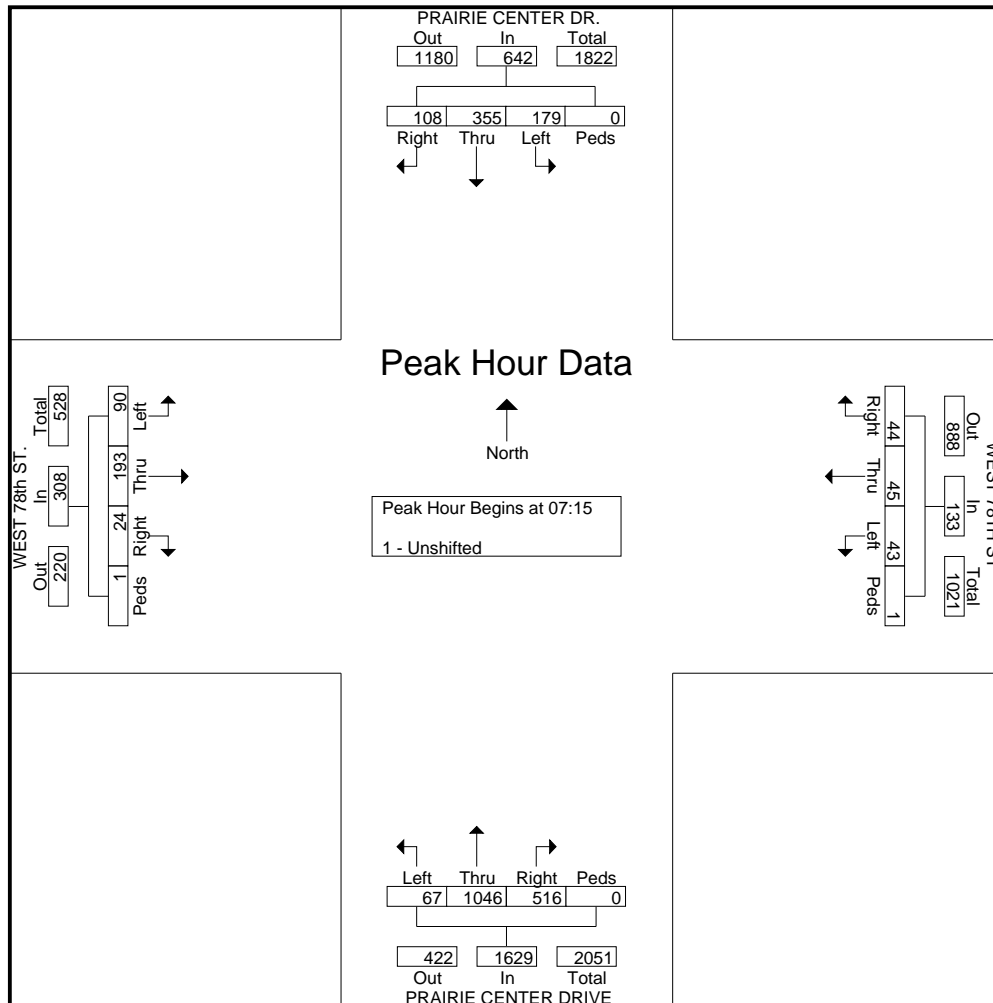 PRAIRIE CENTER DR.
Out In Total
1180 642 1822
108 355 179 0
Right Thru Left Peds
Peak Hour Data
North
Peak Hour Begins at 07:15
1 - Unshifted
WEST 78th ST.
Total In Out
528 308 220
90 193 24 1
Left Thru Right Peds
WEST 78TH ST
Out In Total
888 133 1021
44 45 43 1
Right Thru Left Peds
Left Thru Right Peds
67 1046 516 0
422 1629 2051
Out In Total
PRAIRIE CENTER DRIVE